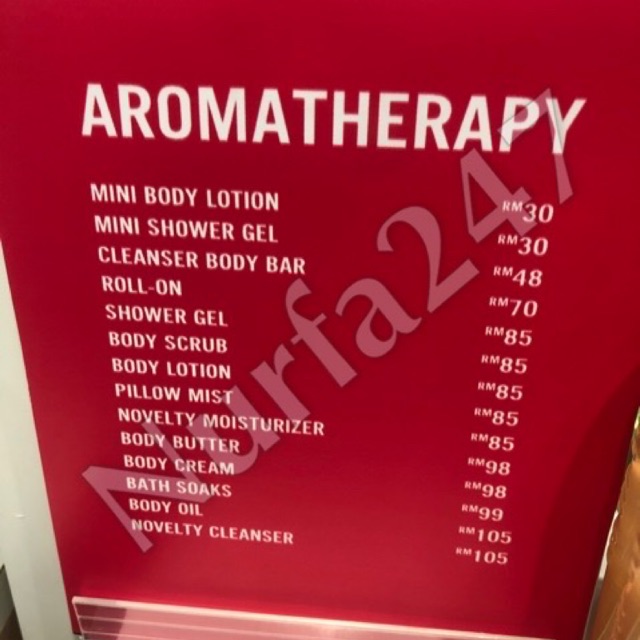 AROMATHERAPY
MINI BODY LOTION RM30
MINI SHOWER GEL RM30
CLEANSER BODY BAR RM48
ROLL-ON RM70
SHOWER GEL RM85
BODY SCRUB RM85
BODY LOTION RM85
PILLOW MIST RM85
NOVELTY MOISTURIZER RM85
BODY BUTTER RM98
BODY CREAM RM98
BATH SOAKS RM99
BODY OIL RM105
NOVELTY CLEANSER RM105
Nurfa247